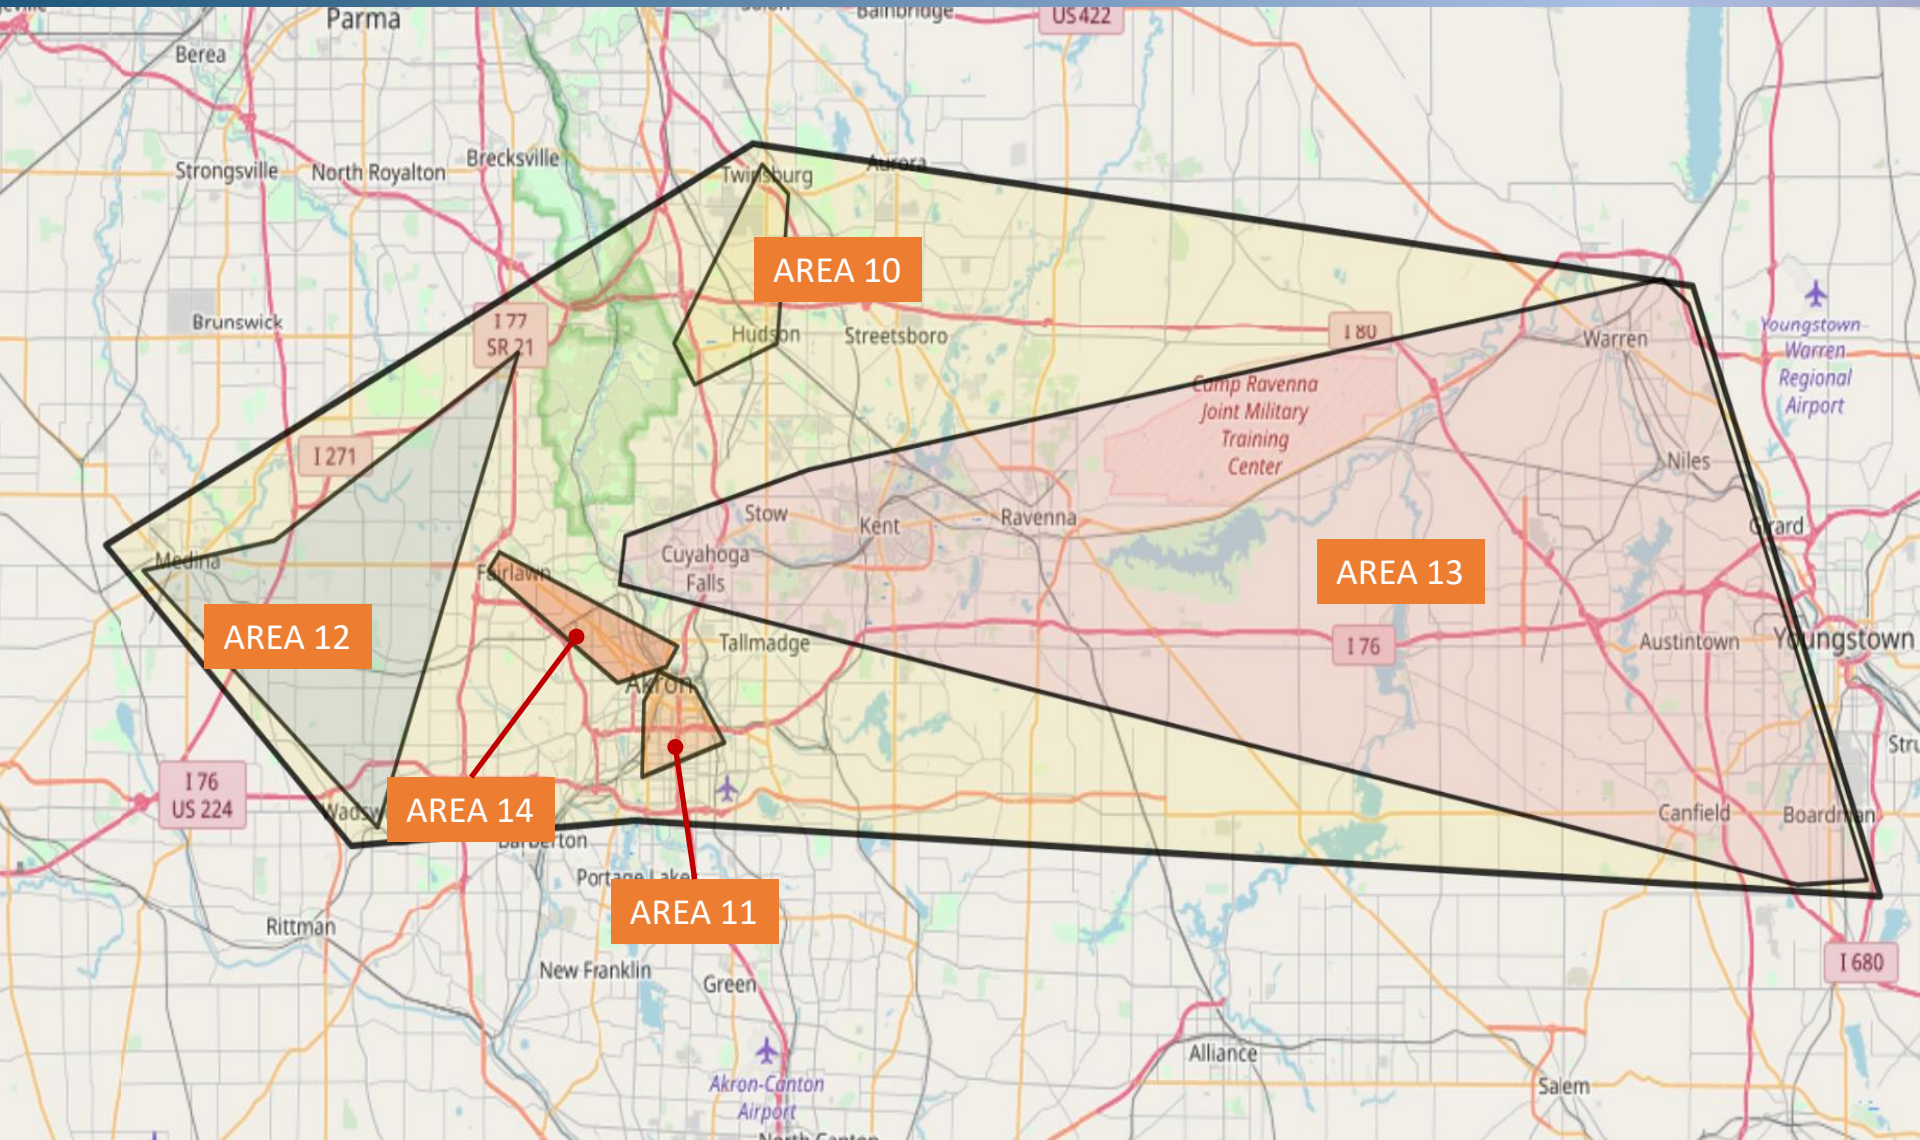 Parma
Bainbridge
US 422
Berea
Strongsville
North Royalton
Brecksville
Twinsburg
Aurora
AREA 10
I 77
SR 21
Brunswick
Hudson
Streetsboro
I 80
Warren
Youngstown-
Warren
Regional
Airport
Camp Ravenna
Joint Military
Training
Center
I 271
Niles
Stow
Kent
Ravenna
Girard
Medina
Fairlawn
Cuyahoga
Falls
AREA 13
AREA 12
Tallmadge
I 76
Austintown
Youngstown
Akron
I 76
US 224
AREA 14
Canfield
Boardman
Barberton
AREA 11
Rittman
New Franklin
Green
I 680
Alliance
Akron-Canton
Airport
Salem
North Canton